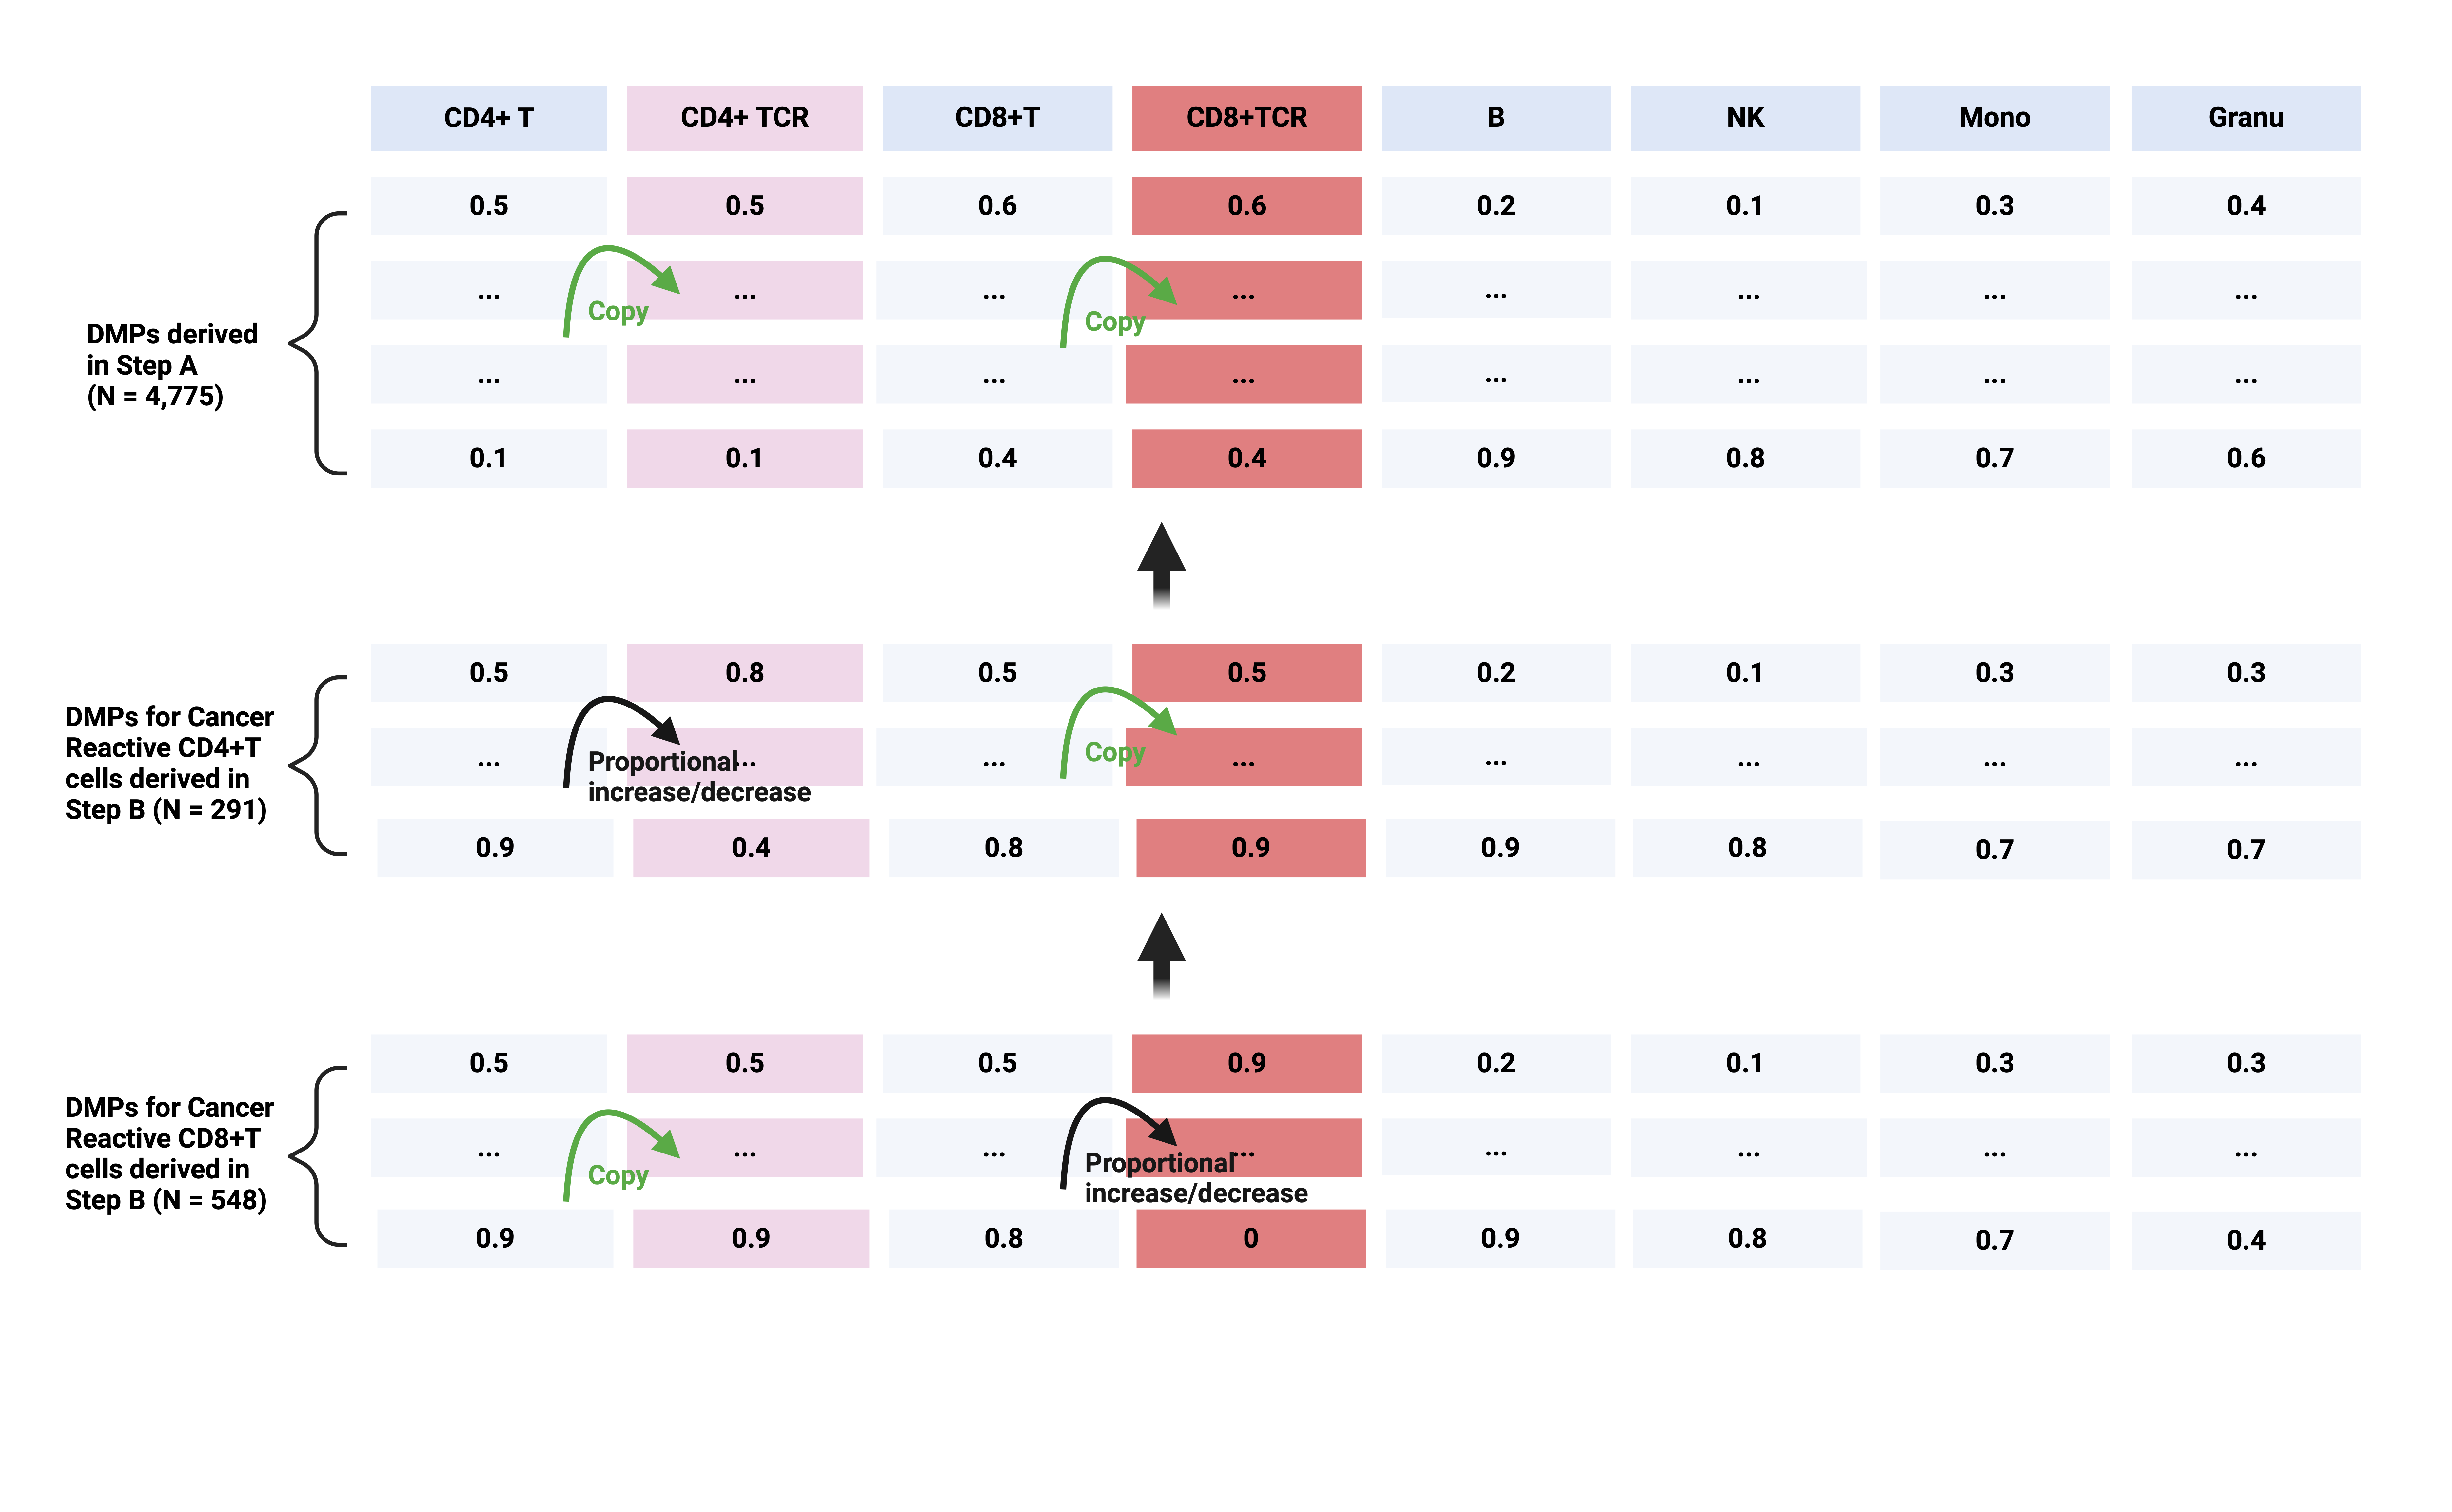 CD4+ T CD4+ TCR CD8+T CD8+TCR B NK Mono Granu
0.5 0.5 0.6 0.6 0.2 0.1 0.3 0.4
... ... ... ... ... ... ... ...
Copy Copy
DMPs derived
in Step A
(N = 4,775)
... ... ... ... ... ... ... ...
0.1 0.1 0.4 0.4 0.9 0.8 0.7 0.6
0.5 0.8 0.5 0.5 0.2 0.1 0.3 0.3
DMPs for Cancer
Reactive CD4+T
cells derived in
Step B (N = 291)
... ... ... ... ... ... ... ...
Proportional
increase/decrease
Copy
0.9 0.4 0.8 0.9 0.9 0.8 0.7 0.7
0.5 0.5 0.5 0.9 0.2 0.1 0.3 0.3
DMPs for Cancer
Reactive CD8+T
cells derived in
Step B (N = 548)
... ... ... ... ... ... ... ...
Copy
Proportional
increase/decrease
0.9 0.9 0.8 0 0.9 0.8 0.7 0.4